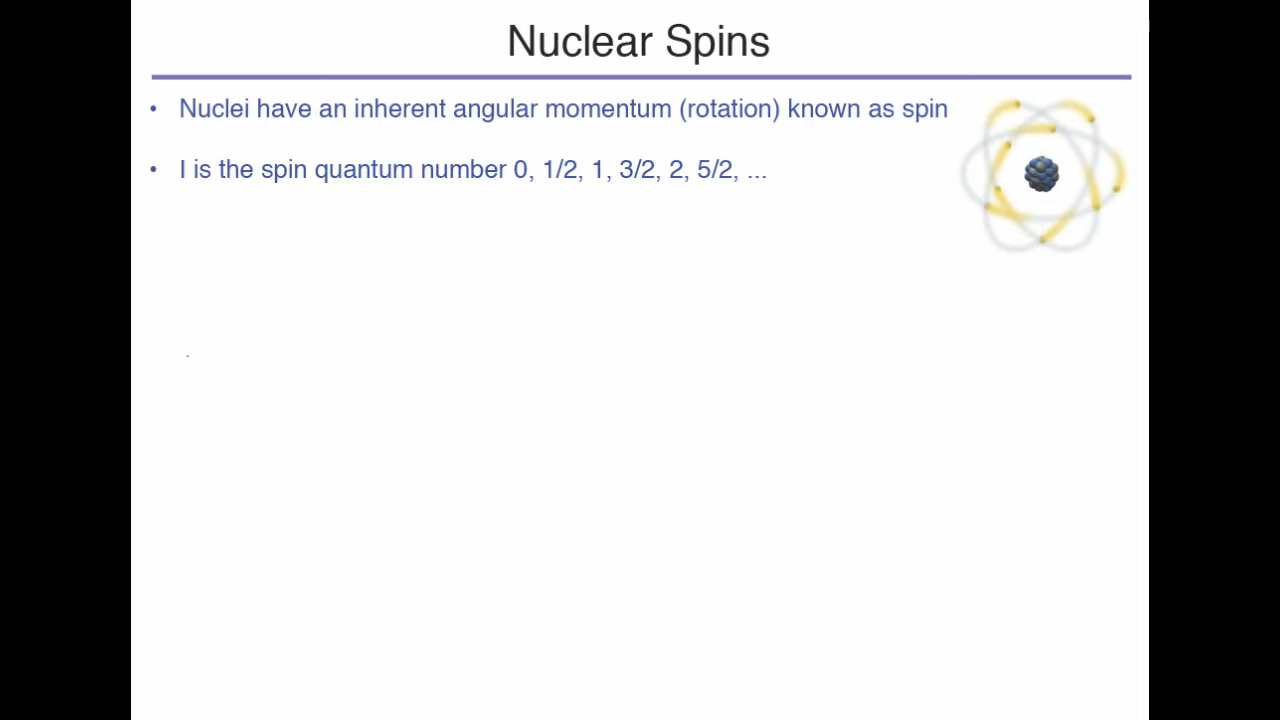 Nuclear Spins
• Nuclei have an inherent angular momentum (rotation) known as spin
• I is the spin quantum number 0, 1/2, 1, 3/2, 2, 5/2, ...